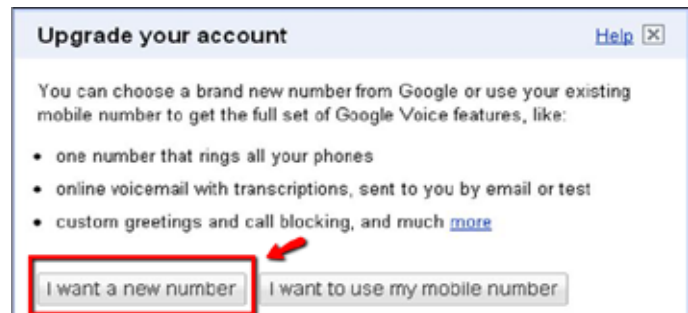 Upgrade your account Help
You can choose a brand new number from Google or use your existing
mobile number to get the full set of Google Voice features, like:
• one number that rings all your phones
• online voicemail with transcriptions, sent to you by email or test
• custom greetings and call blocking, and much more
I want a new number I want to use my mobile number